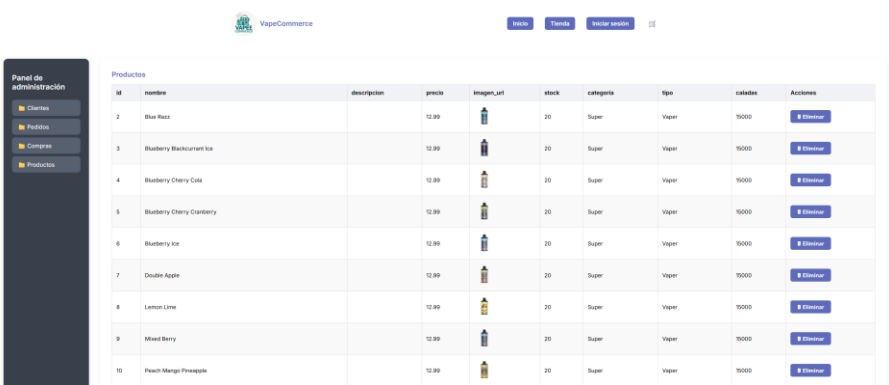 VAPEE
VapeCommerce
Inicio Tienda Iniciar sesión
Panel de
administración
Clientes
Pedidos
Compras
Productos
Productos
id nombre descripcion precio imagen_url stock categoria tipo caladas Acciones
2 Blue Razz 12.99 20 Super Vaper 15000 Eliminar
3 Blueberry Blackcurrant Ice 12.99 20 Super Vaper 15000 Eliminar
4 Blueberry Cherry Cola 12.99 20 Super Vaper 15000 Eliminar
5 Blueberry Cherry Cranberry 12.99 20 Super Vaper 15000 Eliminar
6 Blueberry Ice 12.99 20 Super Vaper 15000 Eliminar
7 Double Apple 12.99 20 Super Vaper 15000 Eliminar
8 Lemon Lime 12.99 20 Super Vaper 15000 Eliminar
9 Mixed Berry 12.99 20 Super Vaper 15000 Eliminar
10 Peach Mango Pineapple 12.99 20 Super Vaper 15000 Eliminar